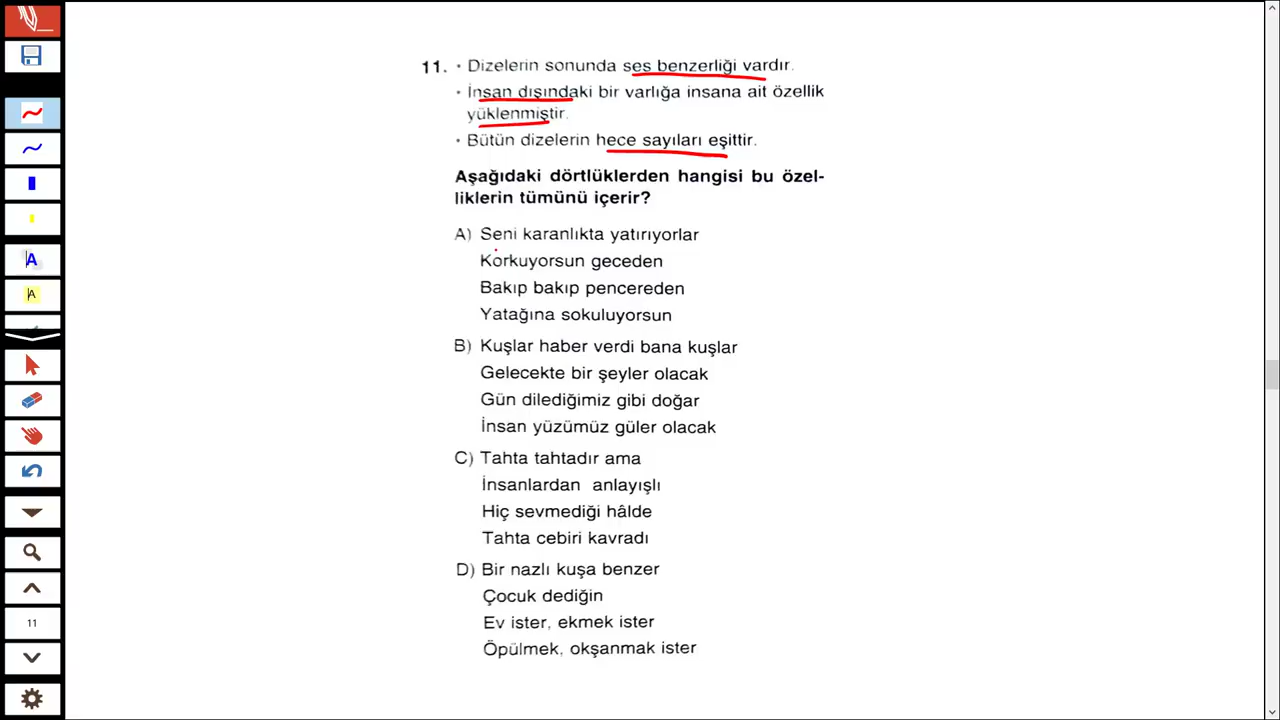 11. • Dizelerin sonunda ses benzerliği vardır.
• İnsan dışındaki bir varlığa insana ait özellik
yüklenmiştir.
• Bütün dizelerin hece sayıları eşittir.
Aşağıdaki dörtlüklerden hangisi bu özel-
liklerin tümünü içerir?
A) Seni karanlıkta yatırıyorlar
Korkuyorsun geceden
Bakıp bakıp pencereden
Yatağına sokuluyorsun
B) Kuşlar haber verdi bana kuşlar
Gelecekte bir şeyler olacak
Gün dilediğimiz gibi doğar
İnsan yüzümüz güler olacak
C) Tahta tahtadır ama
İnsanlardan anlayışlı
Hiç sevmediği hâlde
Tahta cebiri kavradı
D) Bir nazlı kuşa benzer
Çocuk dediğin
Ev ister, ekmek ister
Öpülmek, okşanmak ister
A
A
11